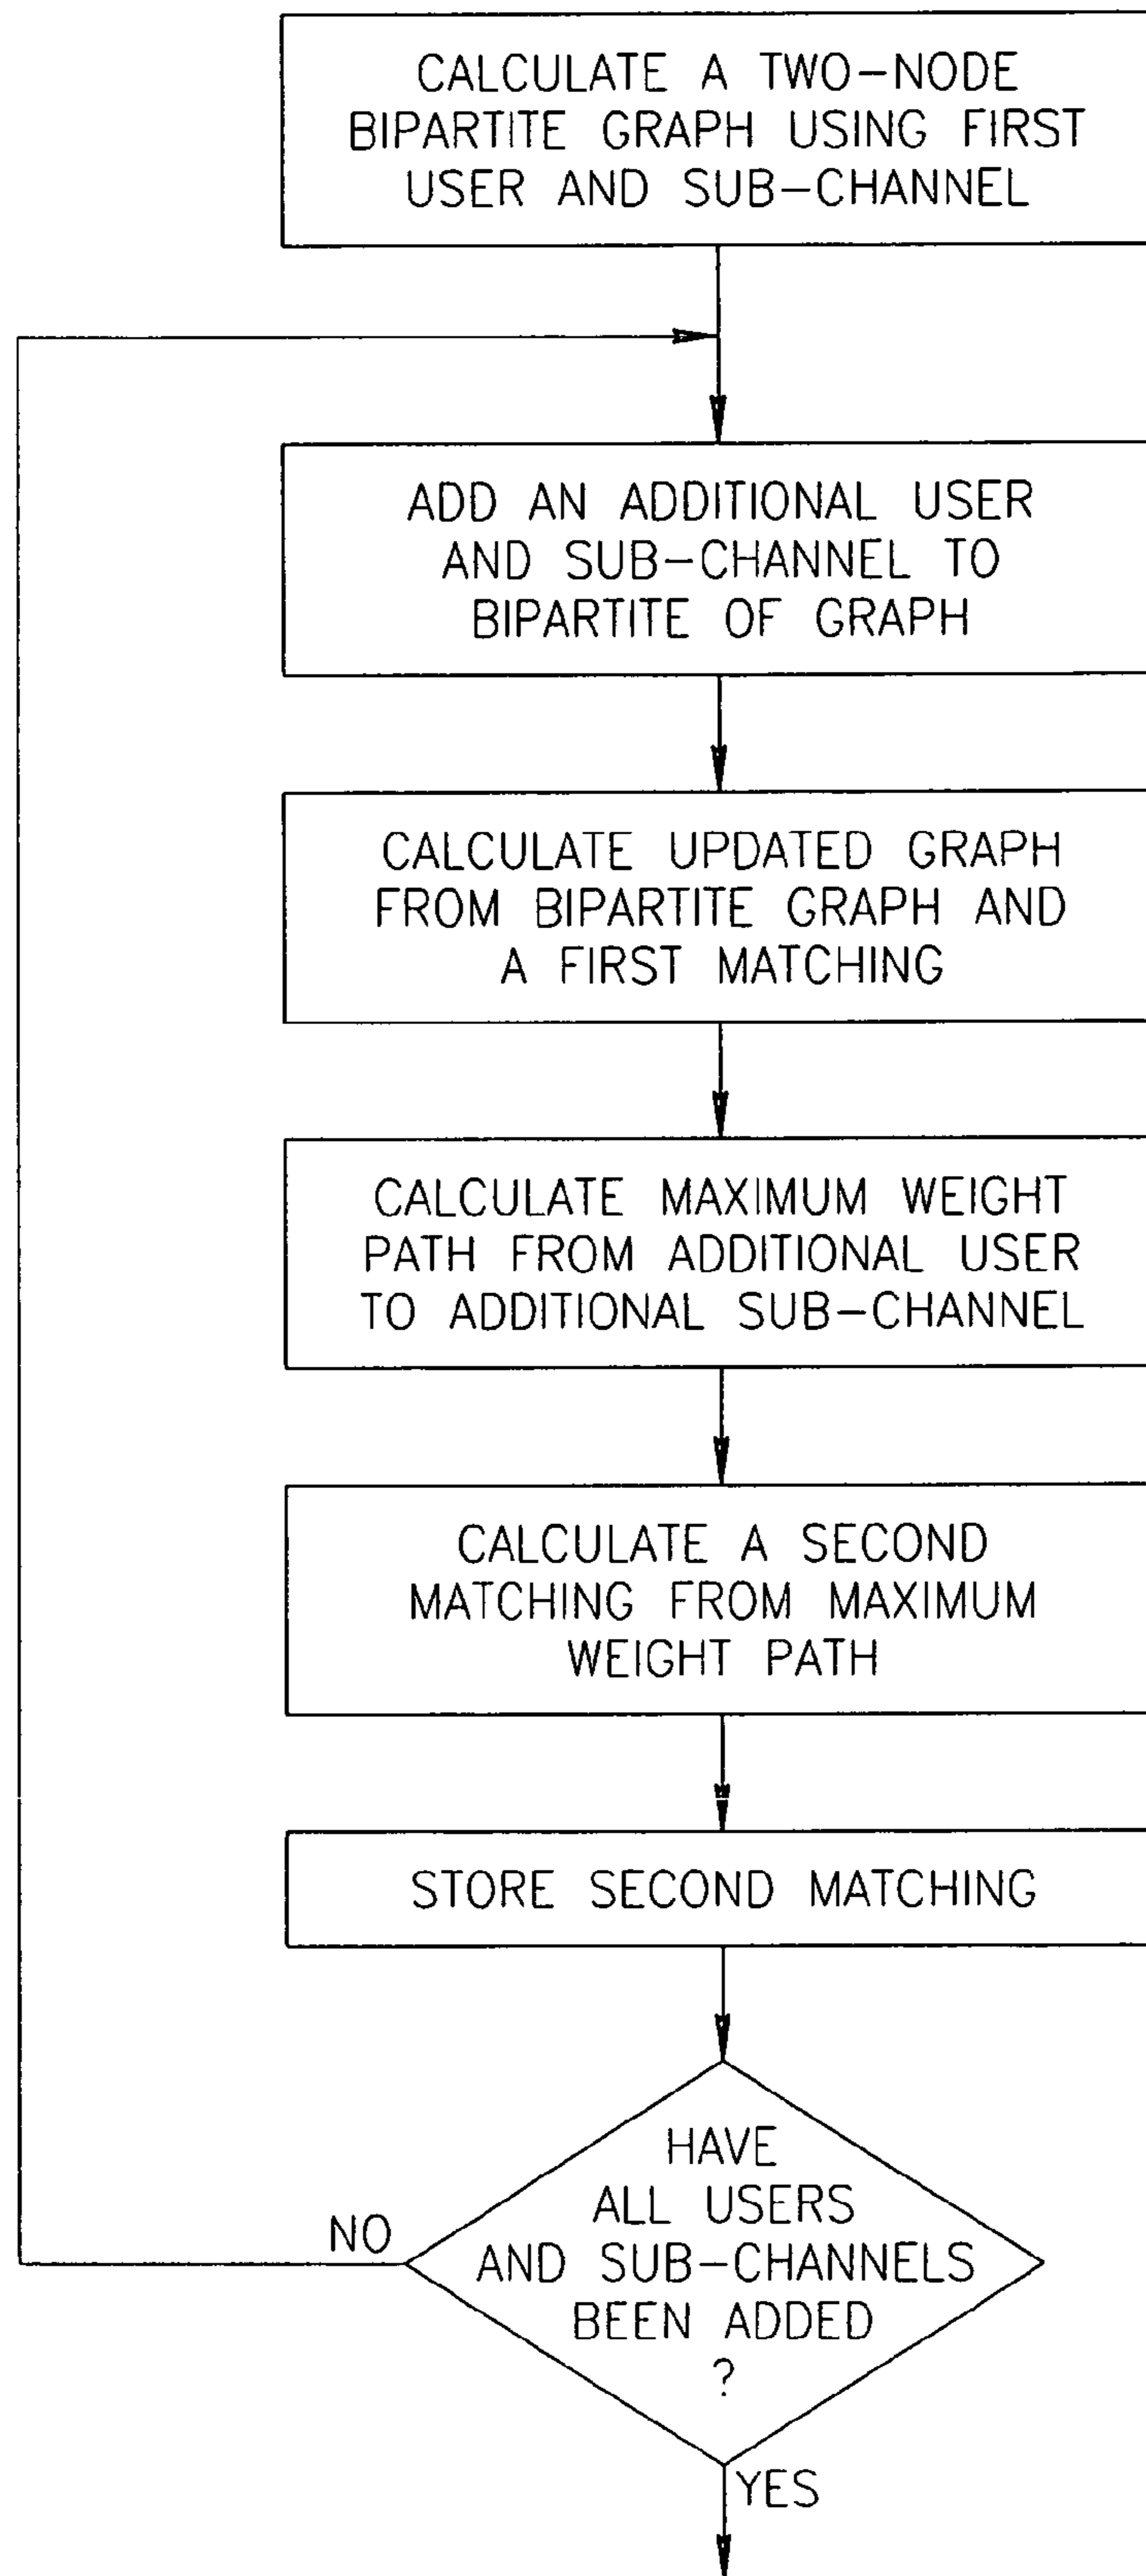 CALCULATE A TWO-NODE
BIPARTITE GRAPH USING FIRST
USER AND SUB-CHANNEL
ADD AN ADDITIONAL USER
AND SUB-CHANNEL TO
BIPARTITE OF GRAPH
CALCULATE UPDATED GRAPH
FROM BIPARTITE GRAPH AND
A FIRST MATCHING
CALCULATE MAXIMUM WEIGHT
PATH FROM ADDITIONAL USER
TO ADDITIONAL SUB-CHANNEL
CALCULATE A SECOND
MATCHING FROM MAXIMUM
WEIGHT PATH
STORE SECOND MATCHING
HAVE
ALL USERS
AND SUB-CHANNELS
BEEN ADDED
?
NO
YES